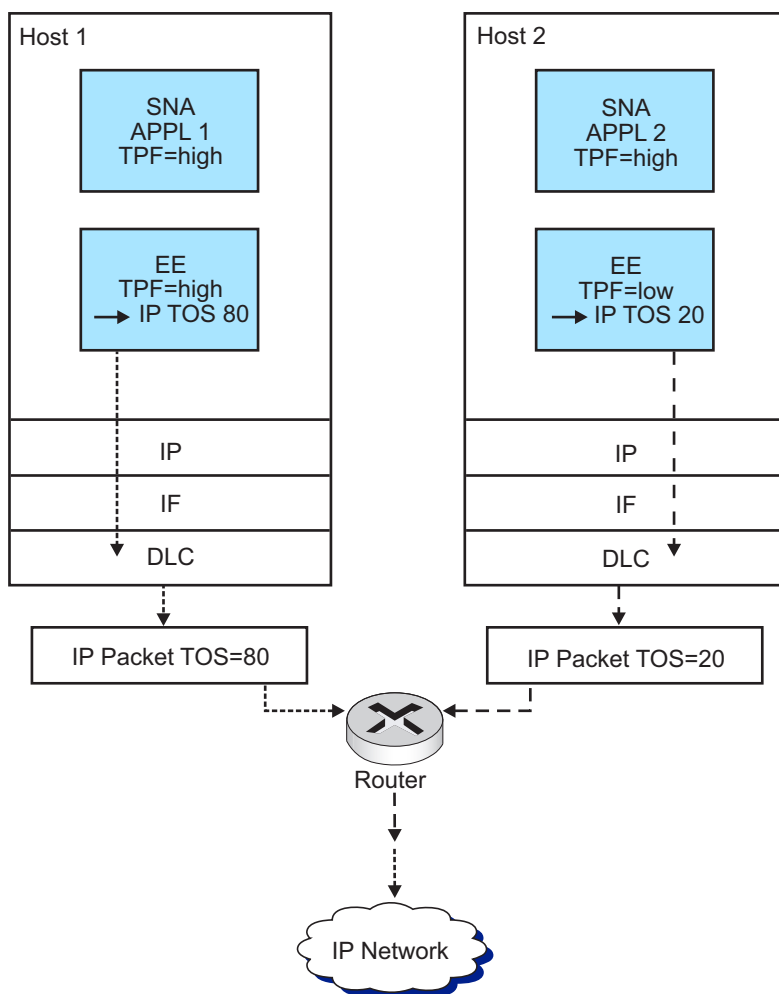 Host 1
SNA
APPL 1
TPF=high
EE
TPF=high
IP TOS 80
IP
IF
DLC
IP Packet TOS=80
Host 2
SNA
APPL 2
TPF=high
EE
TPF=low
IP TOS 20
IP
IF
DLC
IP Packet TOS=20
Router
IP Network